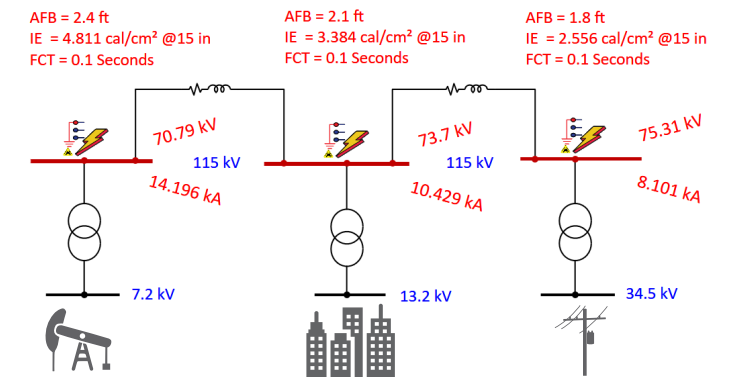 AFB = 2.4 ft
IE = 4.811 cal/cm² @15 in
FCT = 0.1 Seconds
AFB = 2.1 ft
IE = 3.384 cal/cm² @15 in
FCT = 0.1 Seconds
AFB = 1.8 ft
IE = 2.556 cal/cm² @15 in
FCT = 0.1 Seconds
70.79 kV
115 kV
14.196 kA
73.7 kV
115 kV
10.429 kA
75.31 kV
8.101 kA
7.2 kV
13.2 kV
34.5 kV